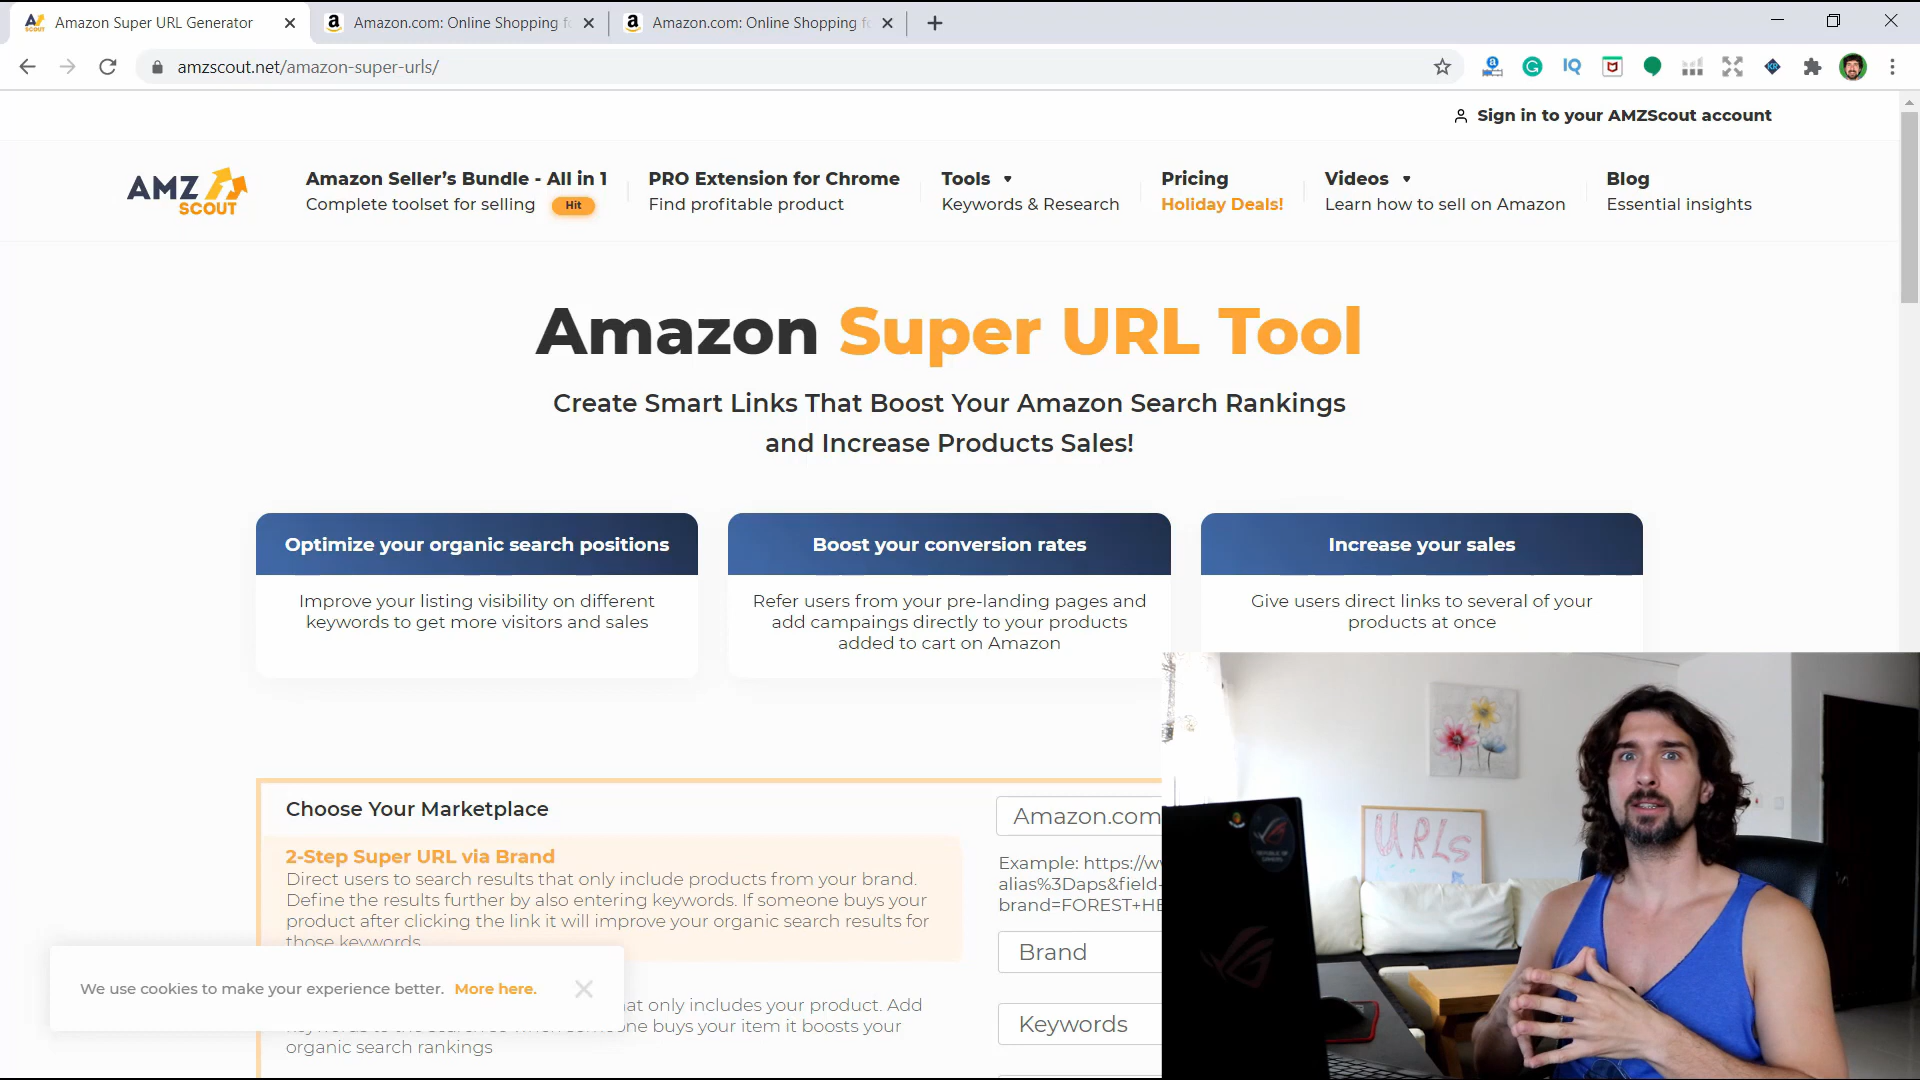 Amazon Super URL Generator
Amazon.com: Online Shopping f
Amazon.com: Online Shopping f
amzscout.net/amazon-super-urls/
Sign in to your AMZScout account
AMZ SCOUT
Amazon Seller's Bundle - All in 1
Complete toolset for selling Hit
PRO Extension for Chrome
Find profitable product
Tools
Keywords & Research
Pricing
Holiday Deals!
Videos
Learn how to sell on Amazon
Blog
Essential insights
Amazon Super URL Tool
Create Smart Links That Boost Your Amazon Search Rankings
and Increase Products Sales!
Optimize your organic search positions
Improve your listing visibility on different
keywords to get more visitors and sales
Boost your conversion rates
Refer users from your pre-landing pages and
add campaings directly to your products
added to cart on Amazon
Increase your sales
Give users direct links to several of your
products at once
Choose Your Marketplace
Amazon.com
2-Step Super URL via Brand
Direct users to search results that only include products from your brand.
Define the results further by also entering keywords. If someone buys your
product after clicking the link it will improve your organic search results for
those keywords
Example: https://w
alias%3Daps&field-
brand=FOREST+HE
Brand
Keywords
We use cookies to make your experience better. More here.
hat only includes your product. Add
one buys your item it boosts your
organic search rankings
URLs